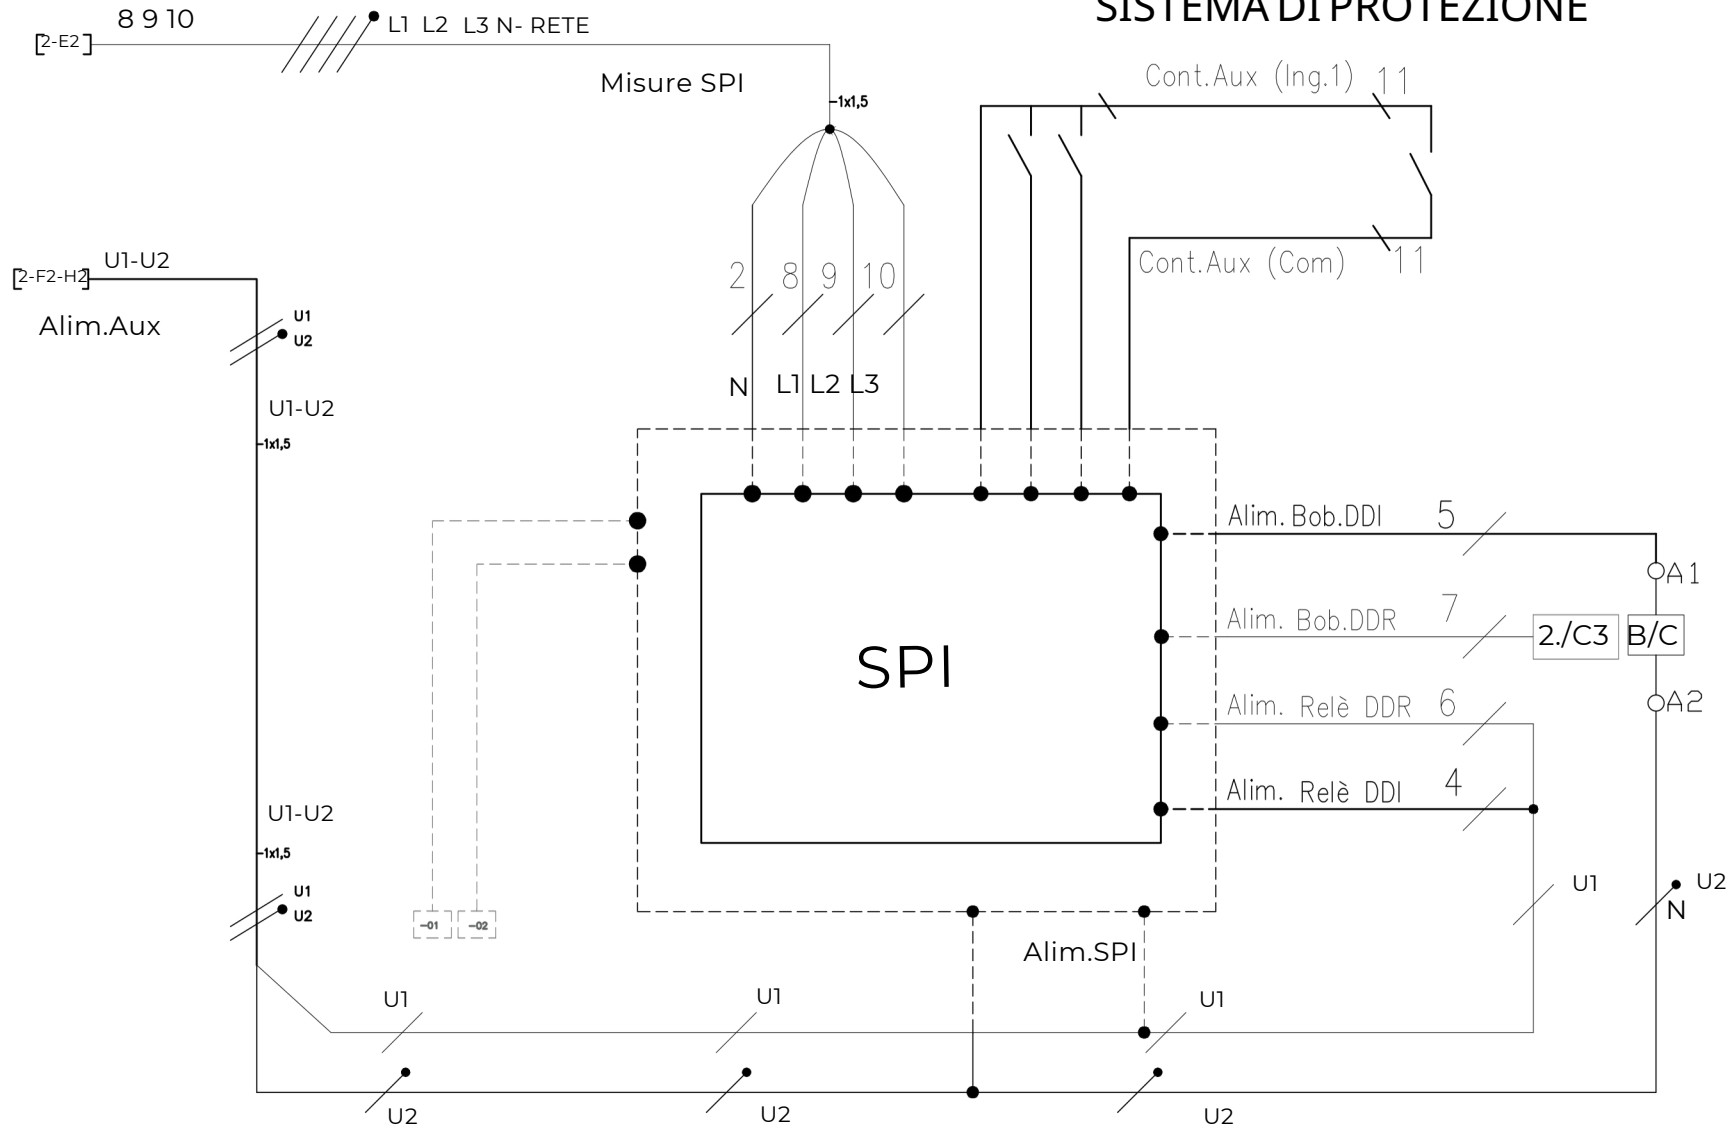 SISTEMA DI PROTEZIONE
8 9 10
[2-E2]
L1 L2 L3 N- RETE
Misure SPI
-1x1,5
Cont.Aux (Ing.1) 11
Cont.Aux (Com) 11
[2-F2-H2]
U1-U2
Alim.Aux
U1
U2
U1-U2
-1x1,5
2 8 9 10
N L1 L2 L3
SPI
Alim. Bob.DDI 5
A1
Alim. Bob.DDR 7
2./C3
B/C
Alim. Relè DDR 6
A2
Alim. Relè DDI 4
U1-U2
-1x1,5
U1
U2
-01
-02
Alim.SPI
U1
U2
N
U1
U1
U1
U2
U2
U2